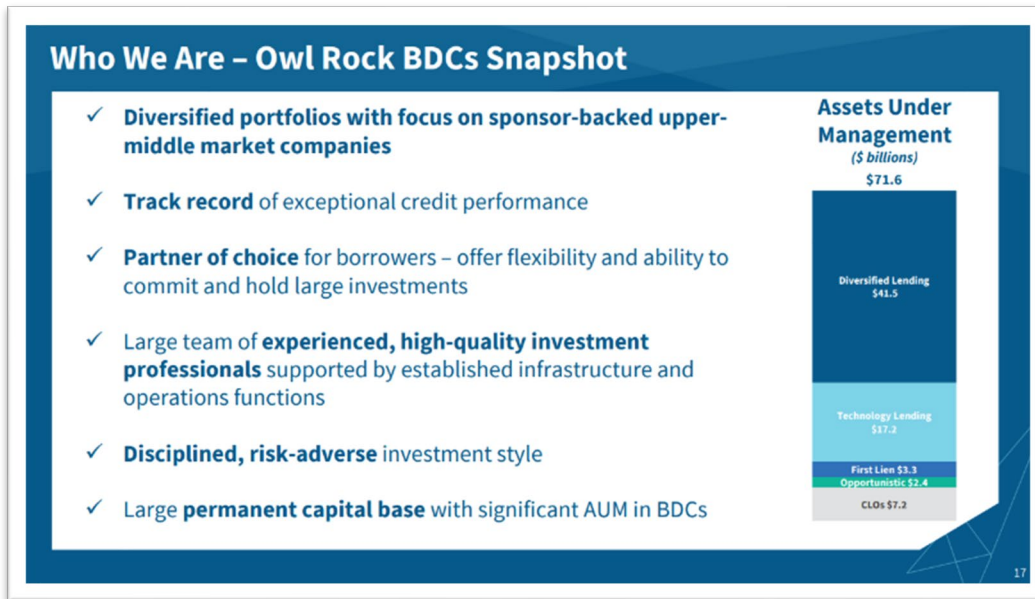 Who We Are – Owl Rock BDCs Snapshot
✓ Diversified portfolios with focus on sponsor-backed upper-
middle market companies
✓ Track record of exceptional credit performance
✓ Partner of choice for borrowers – offer flexibility and ability to
commit and hold large investments
✓ Large team of experienced, high-quality investment
professionals supported by established infrastructure and
operations functions
✓ Disciplined, risk-adverse investment style
✓ Large permanent capital base with significant AUM in BDCs
Assets Under
Management
($ billions)
$71.6
Diversified Lending
$41.5
Technology Lending
$17.2
First Lien $3.3
Opportunistic $2.4
CLOs $7.2
17